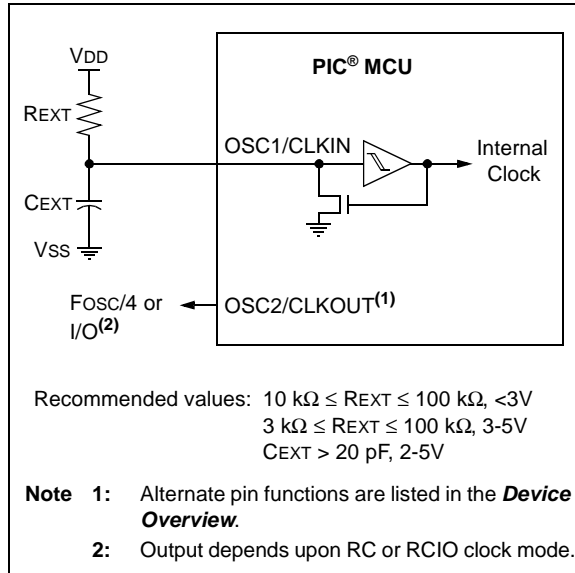 VDD
PIC® MCU
REXT
OSC1/CLKIN
Internal
Clock
CEXT
VSS
FOSC/4 or
I/O(2)
OSC2/CLKOUT(1)
Recommended values: 10 kΩ ≤ REXT ≤ 100 kΩ, <3V
3 kΩ ≤ REXT ≤ 100 kΩ, 3-5V
CEXT > 20 pF, 2-5V
Note 1: Alternate pin functions are listed in the Device
Overview.
2: Output depends upon RC or RCIO clock mode.